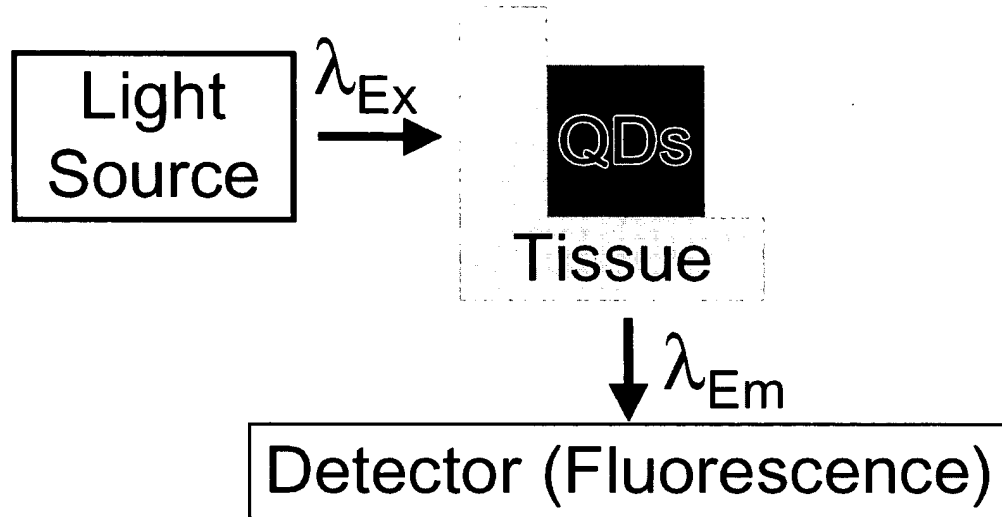 Light
Source
λEx
QDs
Tissue
λEm
Detector (Fluorescence)